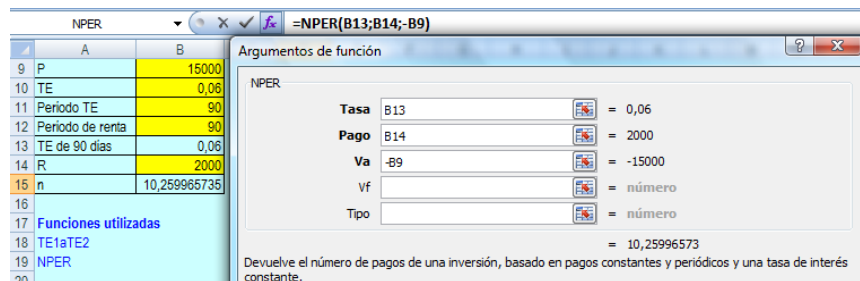 NPER =NPER(B13;B14;-B9)
A B
9 P 15000
10 TE 0,06
11 Periodo TE 90
12 Periodo de renta 90
13 TE de 90 días 0,06
14 R 2000
15 n 10,259965735
16
17 Funciones utilizadas
18 TE1aTE2
19 NPER
20
Argumentos de función
NPER
Tasa B13 = 0,06
Pago B14 = 2000
Va -B9 = -15000
Vf = número
Tipo = número
= 10,25996573
Devuelve el número de pagos de una inversión, basado en pagos constantes y periódicos y una tasa de interés
constante.